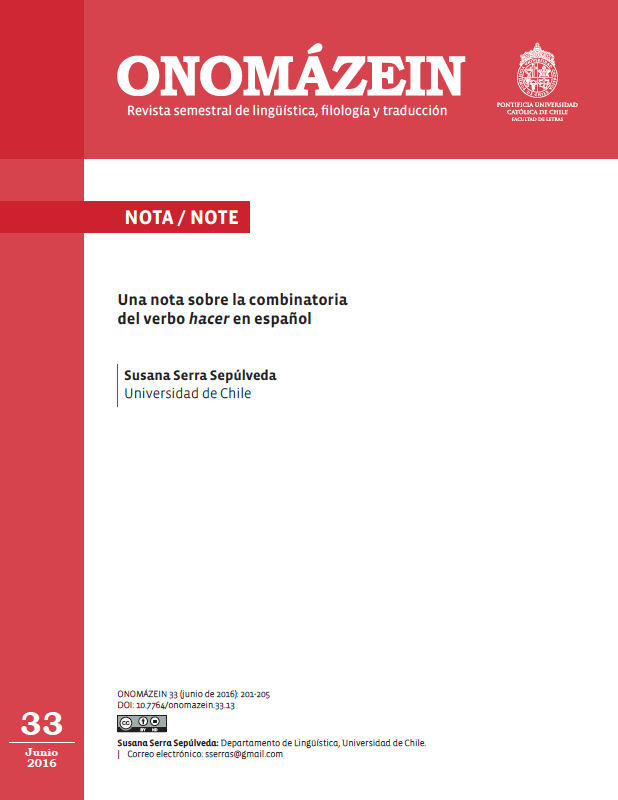 ONOMÁZEIN
Revista semestral de lingüística, filología y traducción
PONTIFICIA UNIVERSIDAD
CATÓLICA DE CHILE
FACULTAD DE LETRAS
NOTA / NOTE
Una nota sobre la combinatoria
del verbo hacer en español
Susana Serra Sepúlveda
Universidad de Chile
ONOMÁZEIN 33 (junio de 2016): 201-205
DOI: 10.7764/onomazein.33.13
cc
BY ND
Susana Serra Sepúlveda: Departamento de Lingüística, Universidad de Chile.
| Correo electrónico: sserras@gmail.com
33
Junio
2016